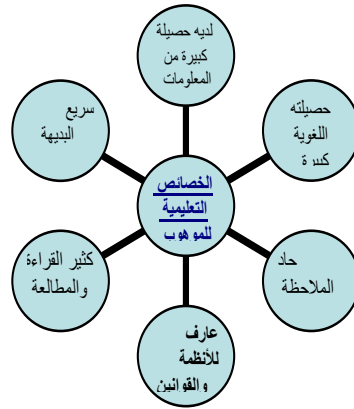 لديه حصيلة
كبيرة من
المعلومات
حصيلته
اللغوية
كبيرة
حاد
الملاحظة
عارف
للأنظمة
والقوانين
كثير القراءة
والمطالعة
سريع
البديهة
الخصائص
التعليمية
للموهوب